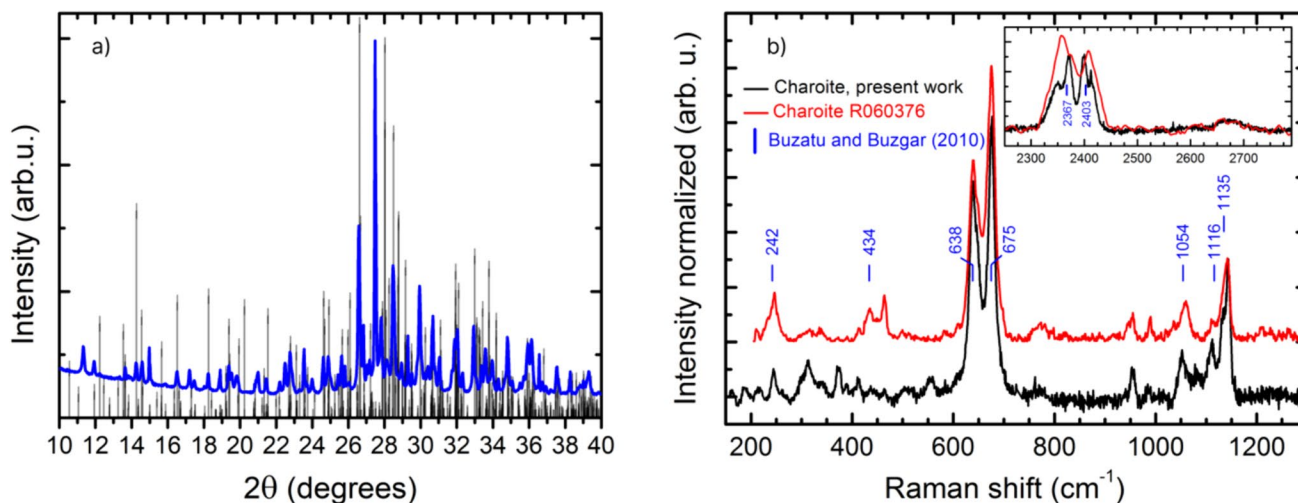 a)
Intensity (arb.u.)
10 12 14 16 18 20 22 24 26 28 30 32 34 36 38 40
2θ (degrees)
b)
Intensity normalized (arb. u.)
Charoite, present work
Charoite R060376
Buzatu and Buzgar (2010)
2367
2403
2300 2400 2500 2600 2700
242
434
638
675
1054
1116
1135
200 400 600 800 1000 1200
Raman shift (cm⁻¹)